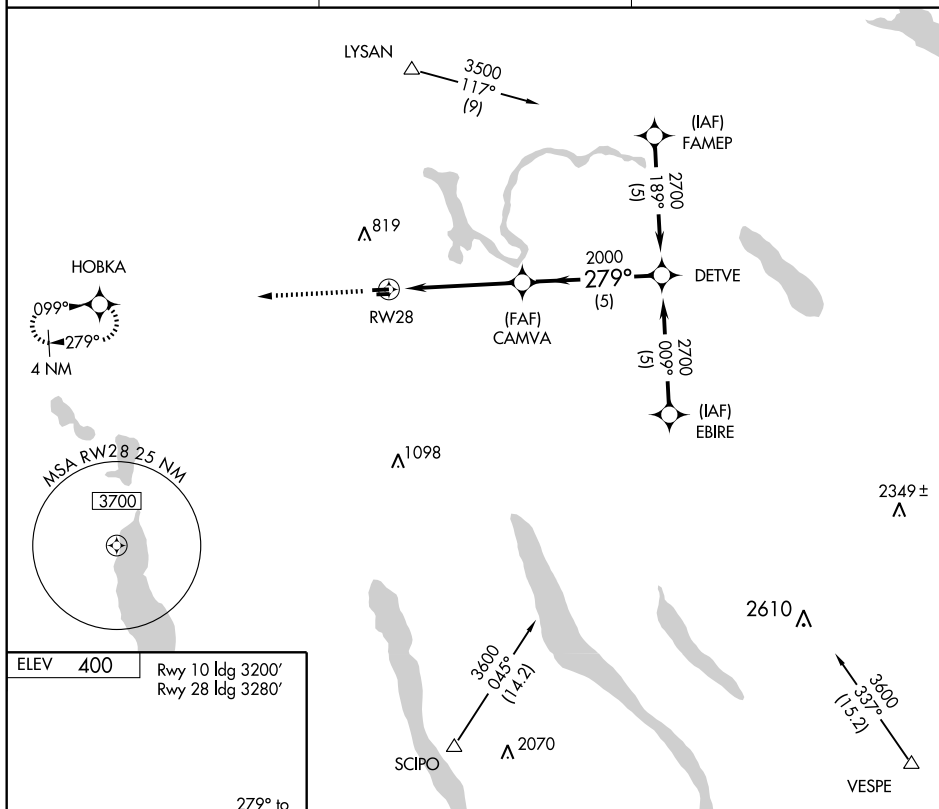 LYSAN
3500
117°
(9)
(IAF)
FAMEP
2700
189°
(5)
819
HOBKA
099°
279°
4 NM
RW28
2000
279°
(5)
(FAF)
CAMVA
DETVE
2700
009°
(5)
(IAF)
EBIRE
MSA RW28 25 NM
3700
1098
2349 ±
2610
3600
045°
(14.2)
SCIPO
2070
3600
337°
(15.2)
VESPE
ELEV 400
Rwy 10 ldg 3200'
Rwy 28 ldg 3280'
279° to